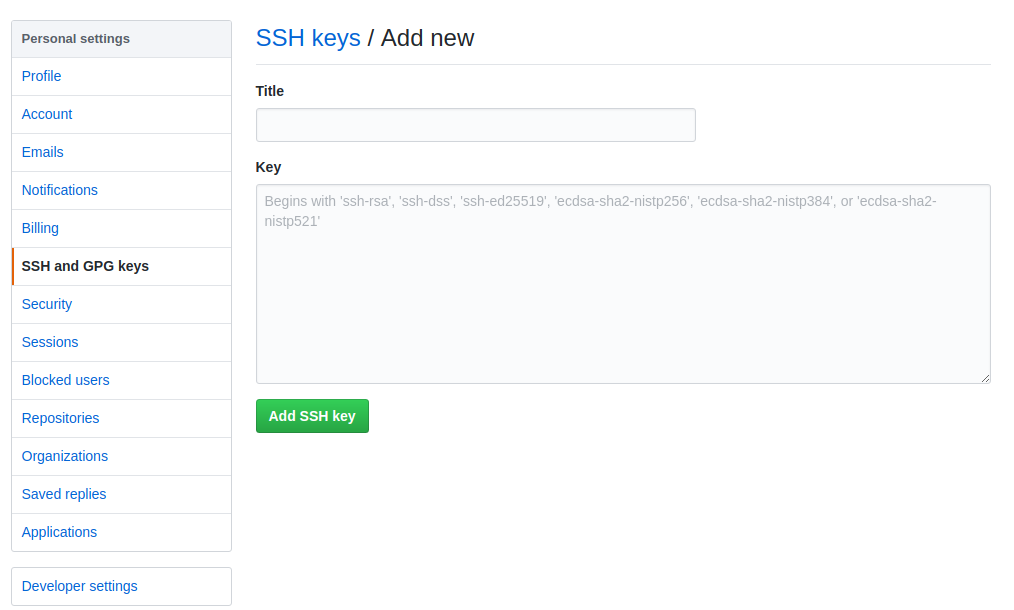 Personal settings
Profile
Account
Emails
Notifications
Billing
SSH and GPG keys
Security
Sessions
Blocked users
Repositories
Organizations
Saved replies
Applications
Developer settings
SSH keys / Add new
Title
Key
Begins with 'ssh-rsa', 'ssh-dss', 'ssh-ed25519', 'ecdsa-sha2-nistp256', 'ecdsa-sha2-nistp384', or 'ecdsa-sha2-
nistp521'
Add SSH key